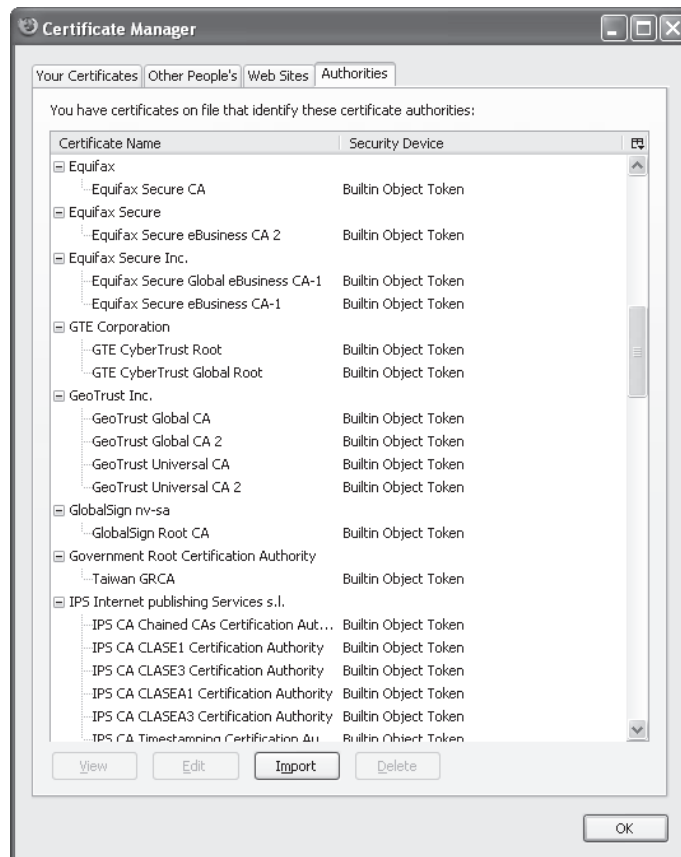 Certificate Manager
Your Certificates Other People's Web Sites Authorities
You have certificates on file that identify these certificate authorities:
Certificate Name Security Device
Equifax
Equifax Secure CA Builtin Object Token
Equifax Secure
Equifax Secure eBusiness CA 2 Builtin Object Token
Equifax Secure Inc.
Equifax Secure Global eBusiness CA-1 Builtin Object Token
Equifax Secure eBusiness CA-1 Builtin Object Token
GTE Corporation
GTE CyberTrust Root Builtin Object Token
GTE CyberTrust Global Root Builtin Object Token
GeoTrust Inc.
GeoTrust Global CA Builtin Object Token
GeoTrust Global CA 2 Builtin Object Token
GeoTrust Universal CA Builtin Object Token
GeoTrust Universal CA 2 Builtin Object Token
GlobalSign nv-sa
GlobalSign Root CA Builtin Object Token
Government Root Certification Authority
Taiwan GRCA Builtin Object Token
IPS Internet publishing Services s.l.
IPS CA Chained CAs Certification Aut... Builtin Object Token
IPS CA CLASE1 Certification Authority Builtin Object Token
IPS CA CLASE3 Certification Authority Builtin Object Token
IPS CA CLASEA1 Certification Authority Builtin Object Token
IPS CA CLASEA3 Certification Authority Builtin Object Token
IPS CA Timestamping Certification Au... Builtin Object Token
View Edit Import Delete
OK